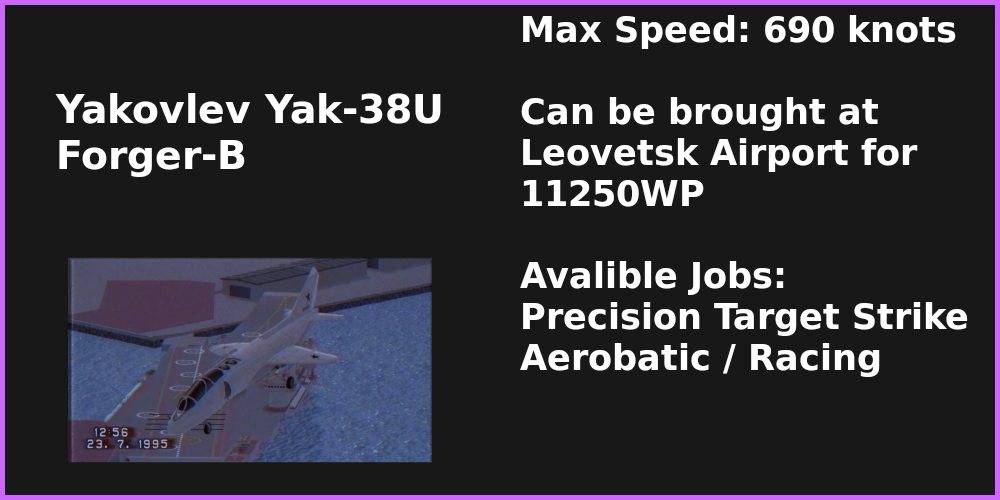 Yakovlev Yak-38U
Forger-B
12:56
23. 7. 1995
Max Speed: 690 knots
Can be brought at
Leovetsk Airport for
11250WP
Avalible Jobs:
Precision Target Strike
Aerobatic / Racing